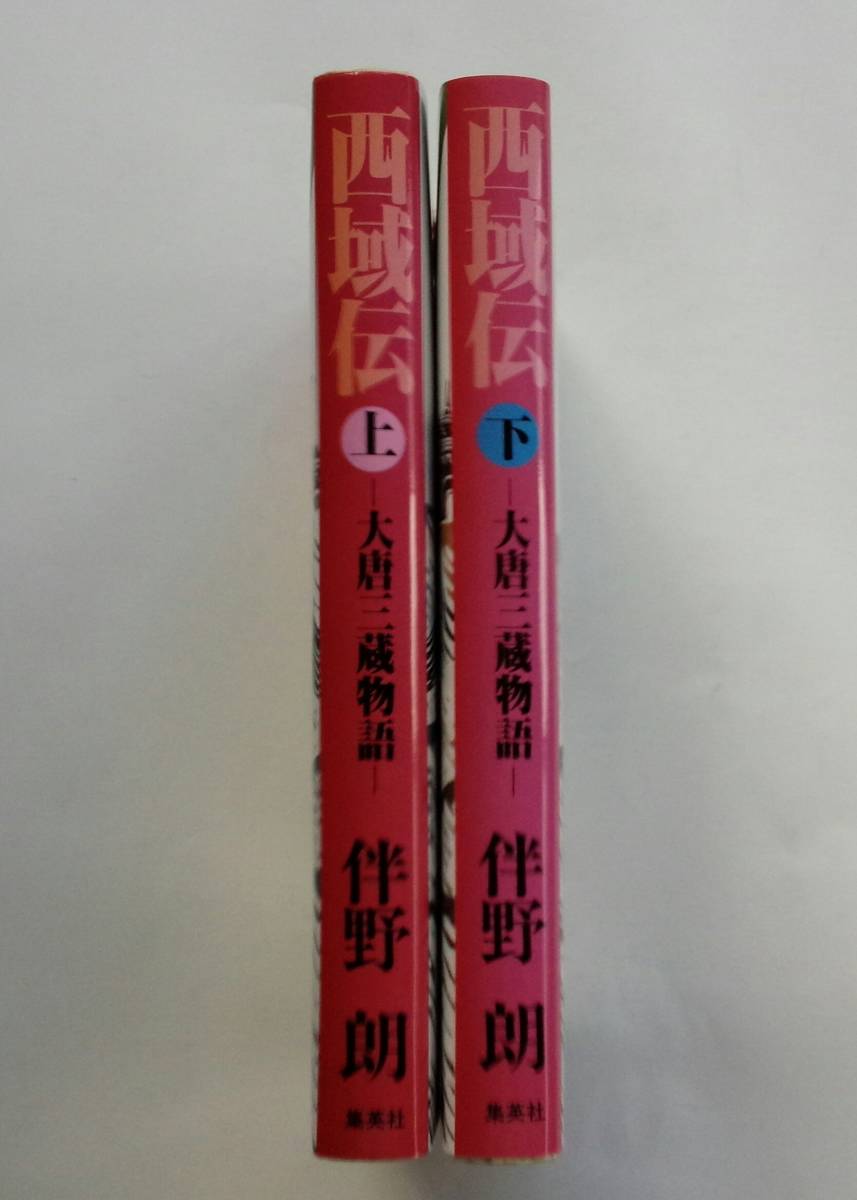 西域伝
上
—大唐三蔵物語—
伴野 朗
集英社
西域伝
下
—大唐三蔵物語—
伴野 朗
集英社